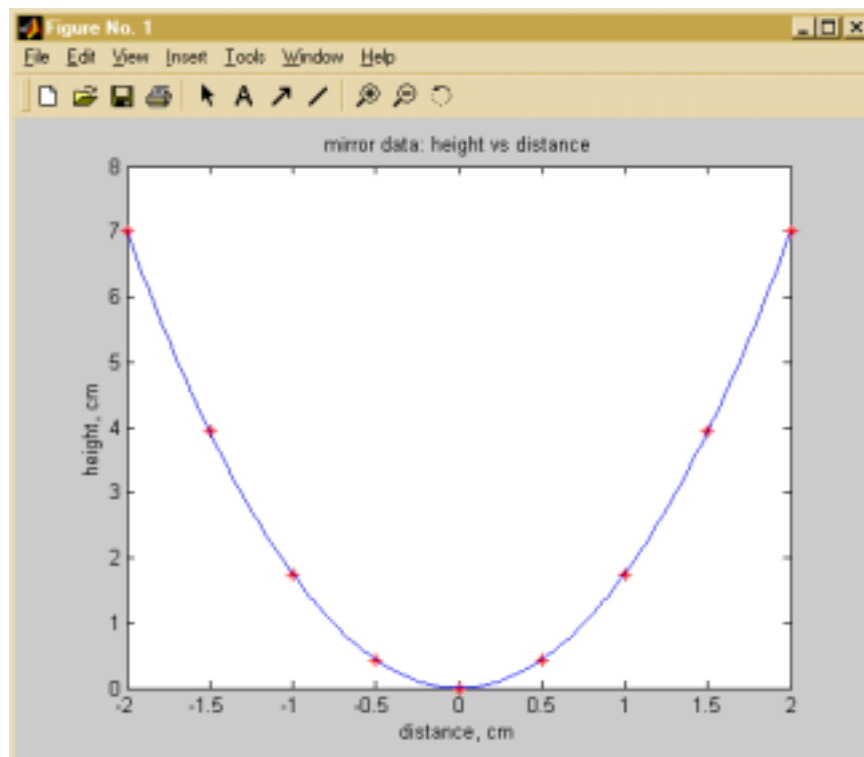 Figure No. 1
File Edit View Insert Tools Window Help
A
mirror data: height vs distance
8
7
6
5
4
3
2
1
0
height, cm
-2 -1.5 -1 -0.5 0 0.5 1 1.5 2
distance, cm